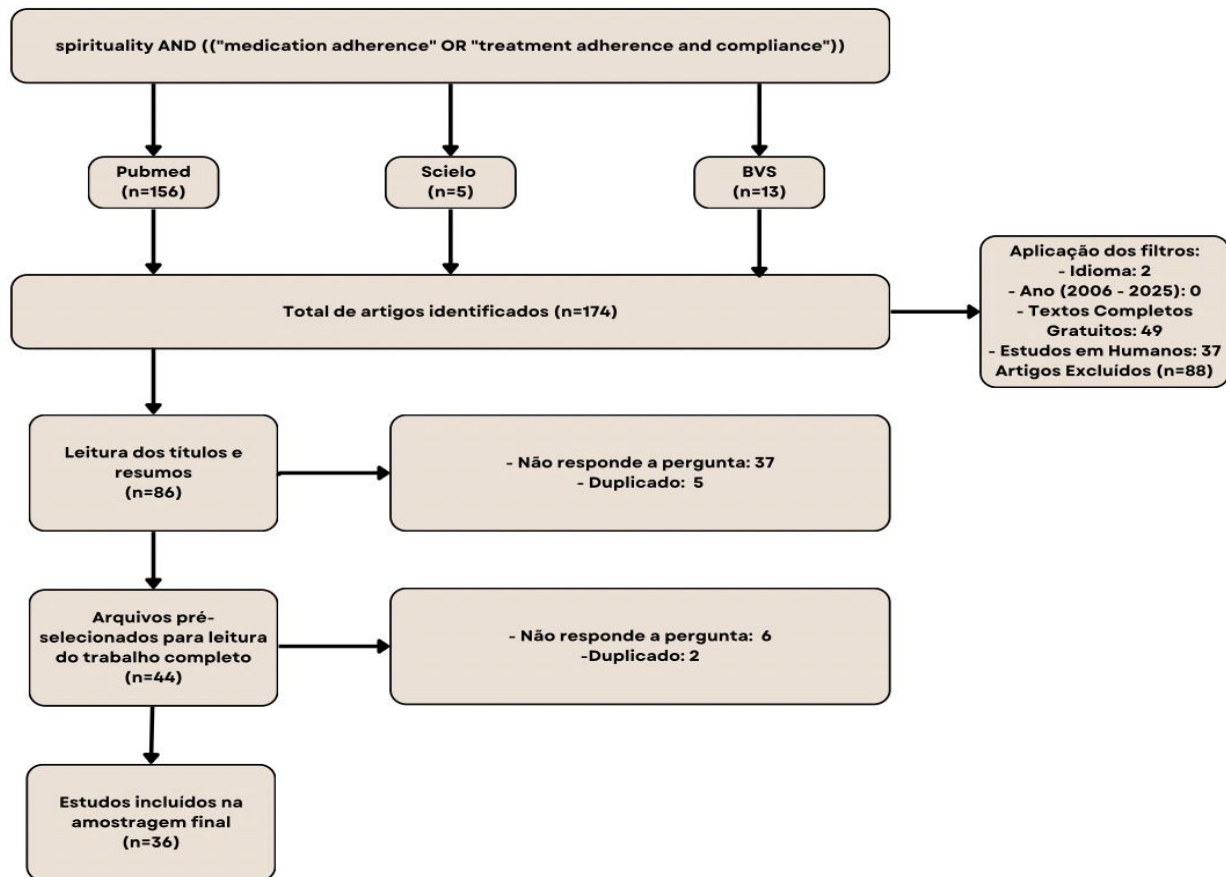 spirituality AND (("medication adherence" OR "treatment adherence and compliance"))
Pubmed
(n=156)
Scielo
(n=5)
BVS
(n=13)
Total de artigos identificados (n=174)
Aplicação dos filtros:
- Idioma: 2
- Ano (2006 - 2025): 0
- Textos Completos
Gratuitos: 49
- Estudos em Humanos: 37
Artigos Excluídos (n=88)
Leitura dos títulos e
resumos
(n=86)
- Não responde a pergunta: 37
- Duplicado: 5
Arquivos pré-
selecionados para leitura
do trabalho completo
(n=44)
- Não responde a pergunta: 6
-Duplicado: 2
Estudos incluídos na
amostragem final
(n=36)